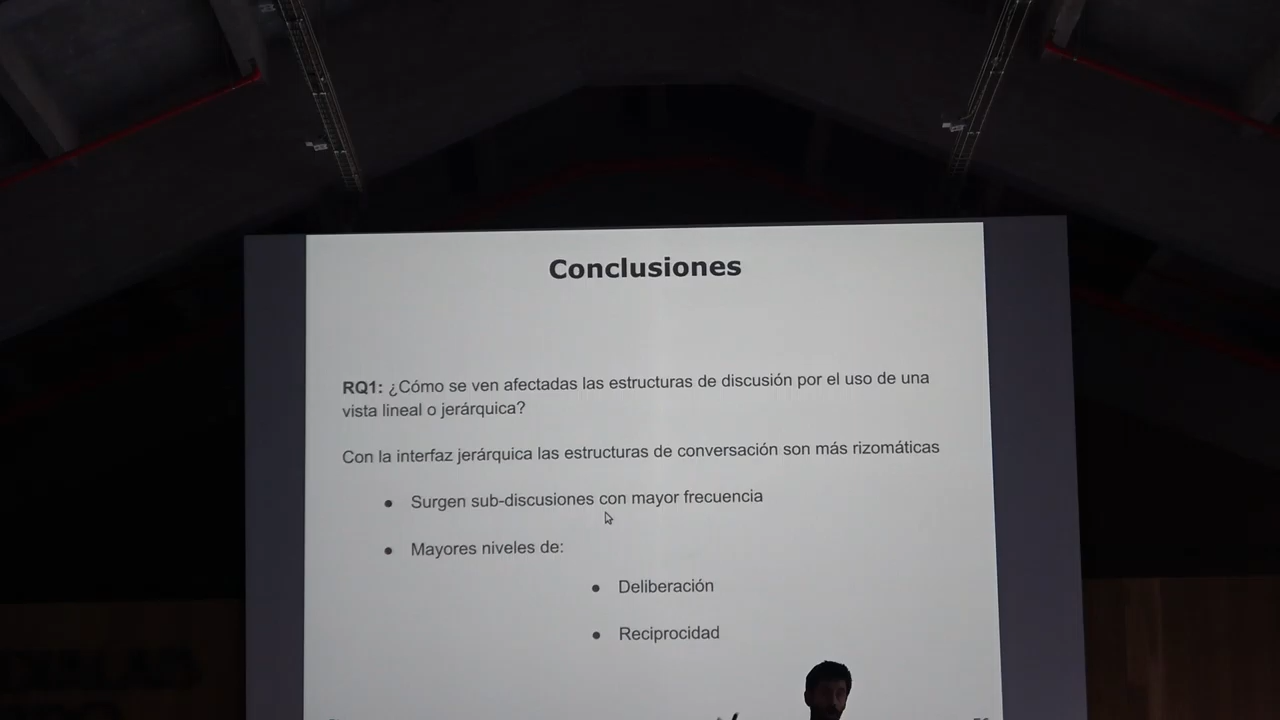 Conclusiones
RQ1: ¿Cómo se ven afectadas las estructuras de discusión por el uso de una
vista lineal o jerárquica?
Con la interfaz jerárquica las estructuras de conversación son más rizomáticas
• Surgen sub-discusiones con mayor frecuencia
• Mayores niveles de:
• Deliberación
• Reciprocidad